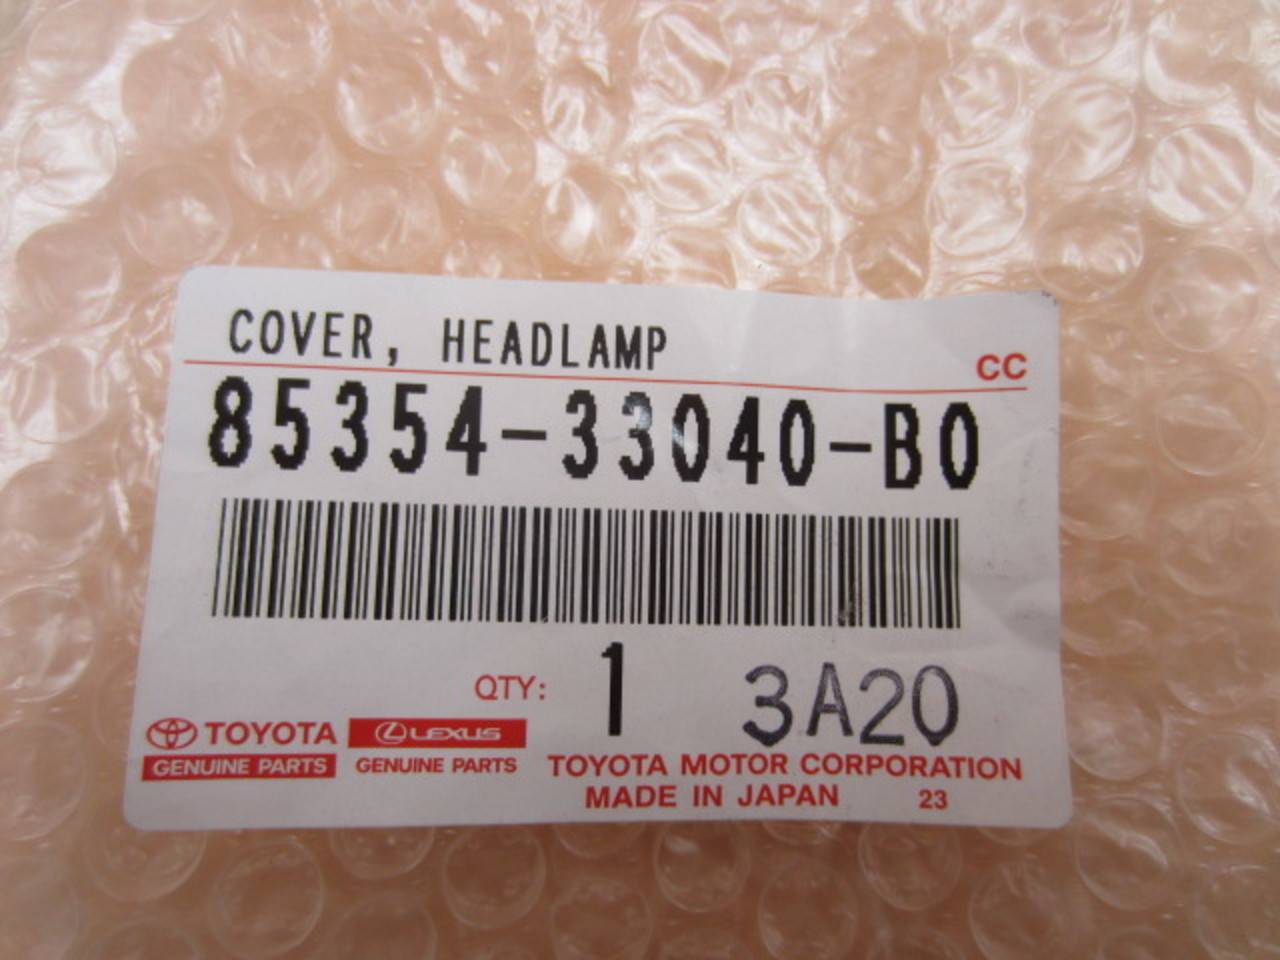 COVER, HEADLAMP
CC
85354-33040-B0
QTY: 1 3A20
TOYOTA LEXUS
GENUINE PARTS GENUINE PARTS
TOYOTA MOTOR CORPORATION
MADE IN JAPAN 23